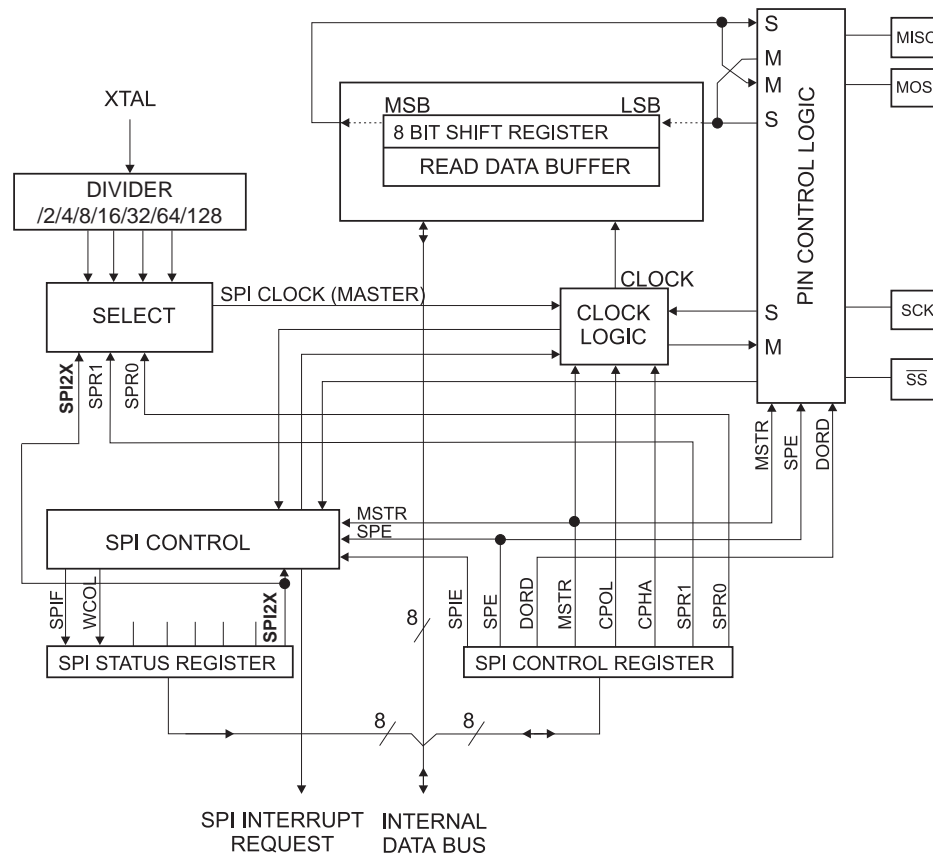 S
MISO
M
MOSI
XTAL
MSB
LSB
M
8 BIT SHIFT REGISTER
S
READ DATA BUFFER
DIVIDER
/2/4/8/16/32/64/128
PIN CONTROL LOGIC
CLOCK
SPI CLOCK (MASTER)
SELECT
CLOCK
LOGIC
S
SCK
M
SS
SPI2X
SPR1
SPR0
MSTR
SPE
DORD
MSTR
SPE
SPI CONTROL
SPIF
WCOL
SPI2X
SPIE
SPE
DORD
MSTR
CPOL
CPHA
SPR1
SPR0
8
SPI STATUS REGISTER
SPI CONTROL REGISTER
8
8
SPI INTERRUPT
REQUEST
INTERNAL
DATA BUS